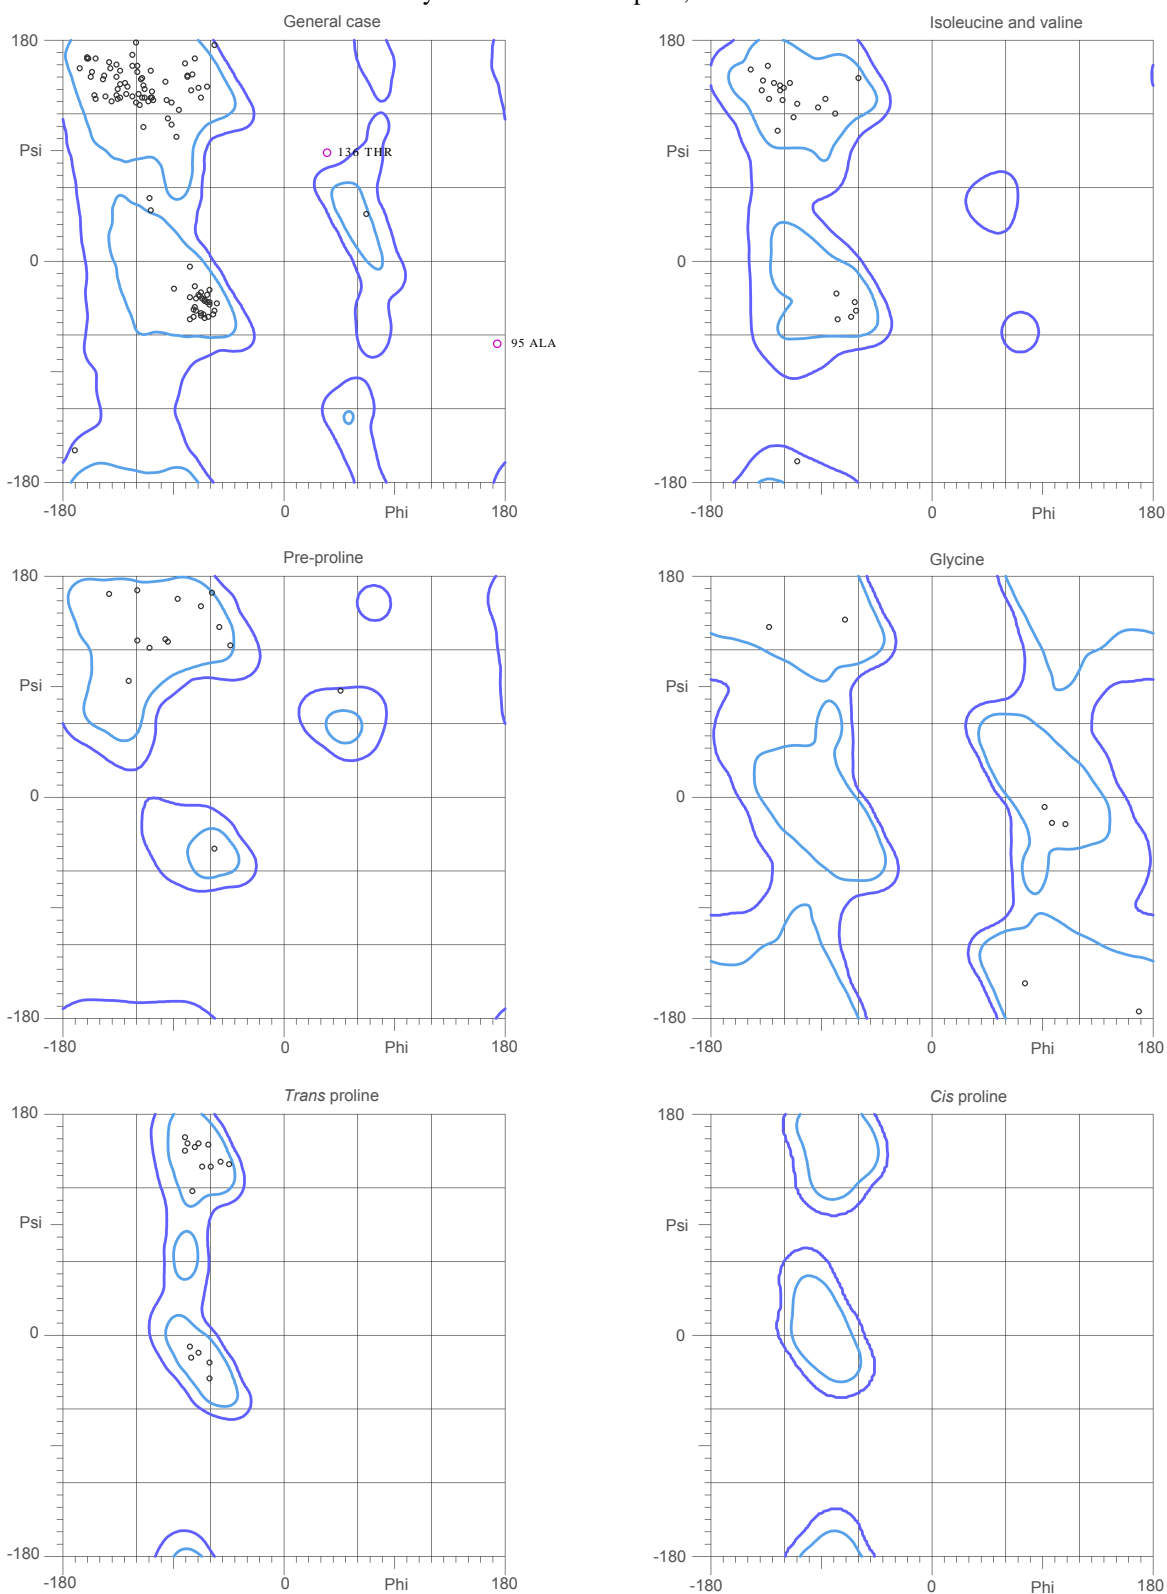 General case
Isoleucine and valine
180
180
136 THR
Psi
Psi
0
0
95 ALA
-180
-180
-180
0
Phi
180
-180
0
Phi
180
Pre-proline
Glycine
180
180
Psi
Psi
0
0
-180
-180
-180
0
Phi
180
-180
0
Phi
180
Trans proline
Cis proline
180
180
Psi
Psi
0
0
-180
-180
-180
0
Phi
180
-180
0
Phi
180